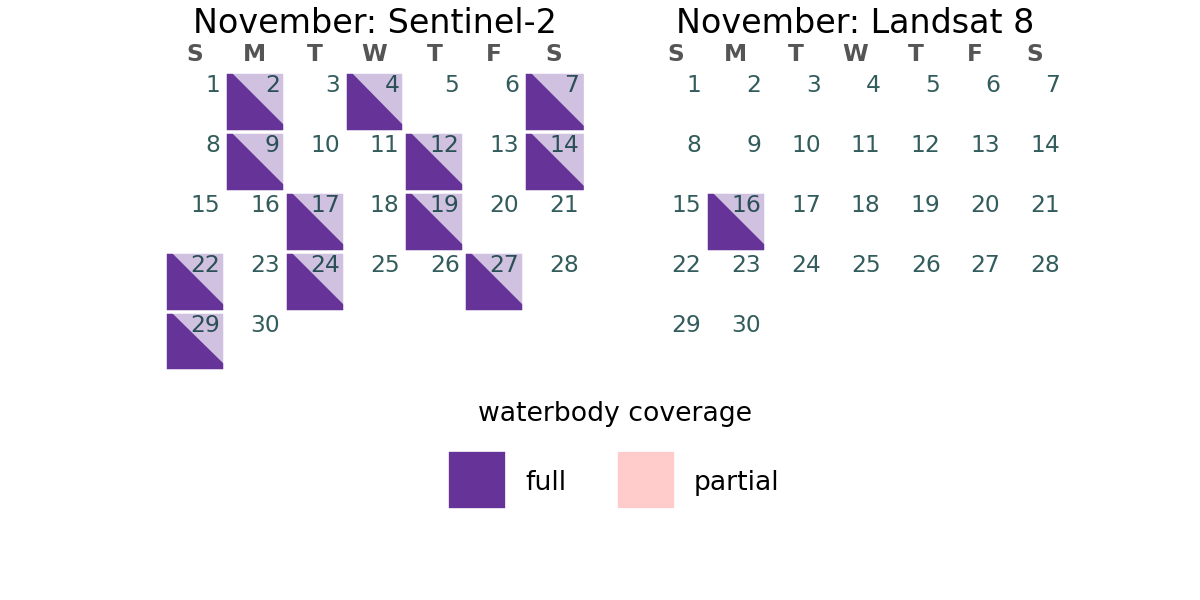 November: Sentinel-2
S M T W T F S
1 2 3 4 5 6 7
8 9 10 11 12 13 14
15 16 17 18 19 20 21
22 23 24 25 26 27 28
29 30
November: Landsat 8
S M T W T F S
1 2 3 4 5 6 7
8 9 10 11 12 13 14
15 16 17 18 19 20 21
22 23 24 25 26 27 28
29 30
waterbody coverage
full
partial